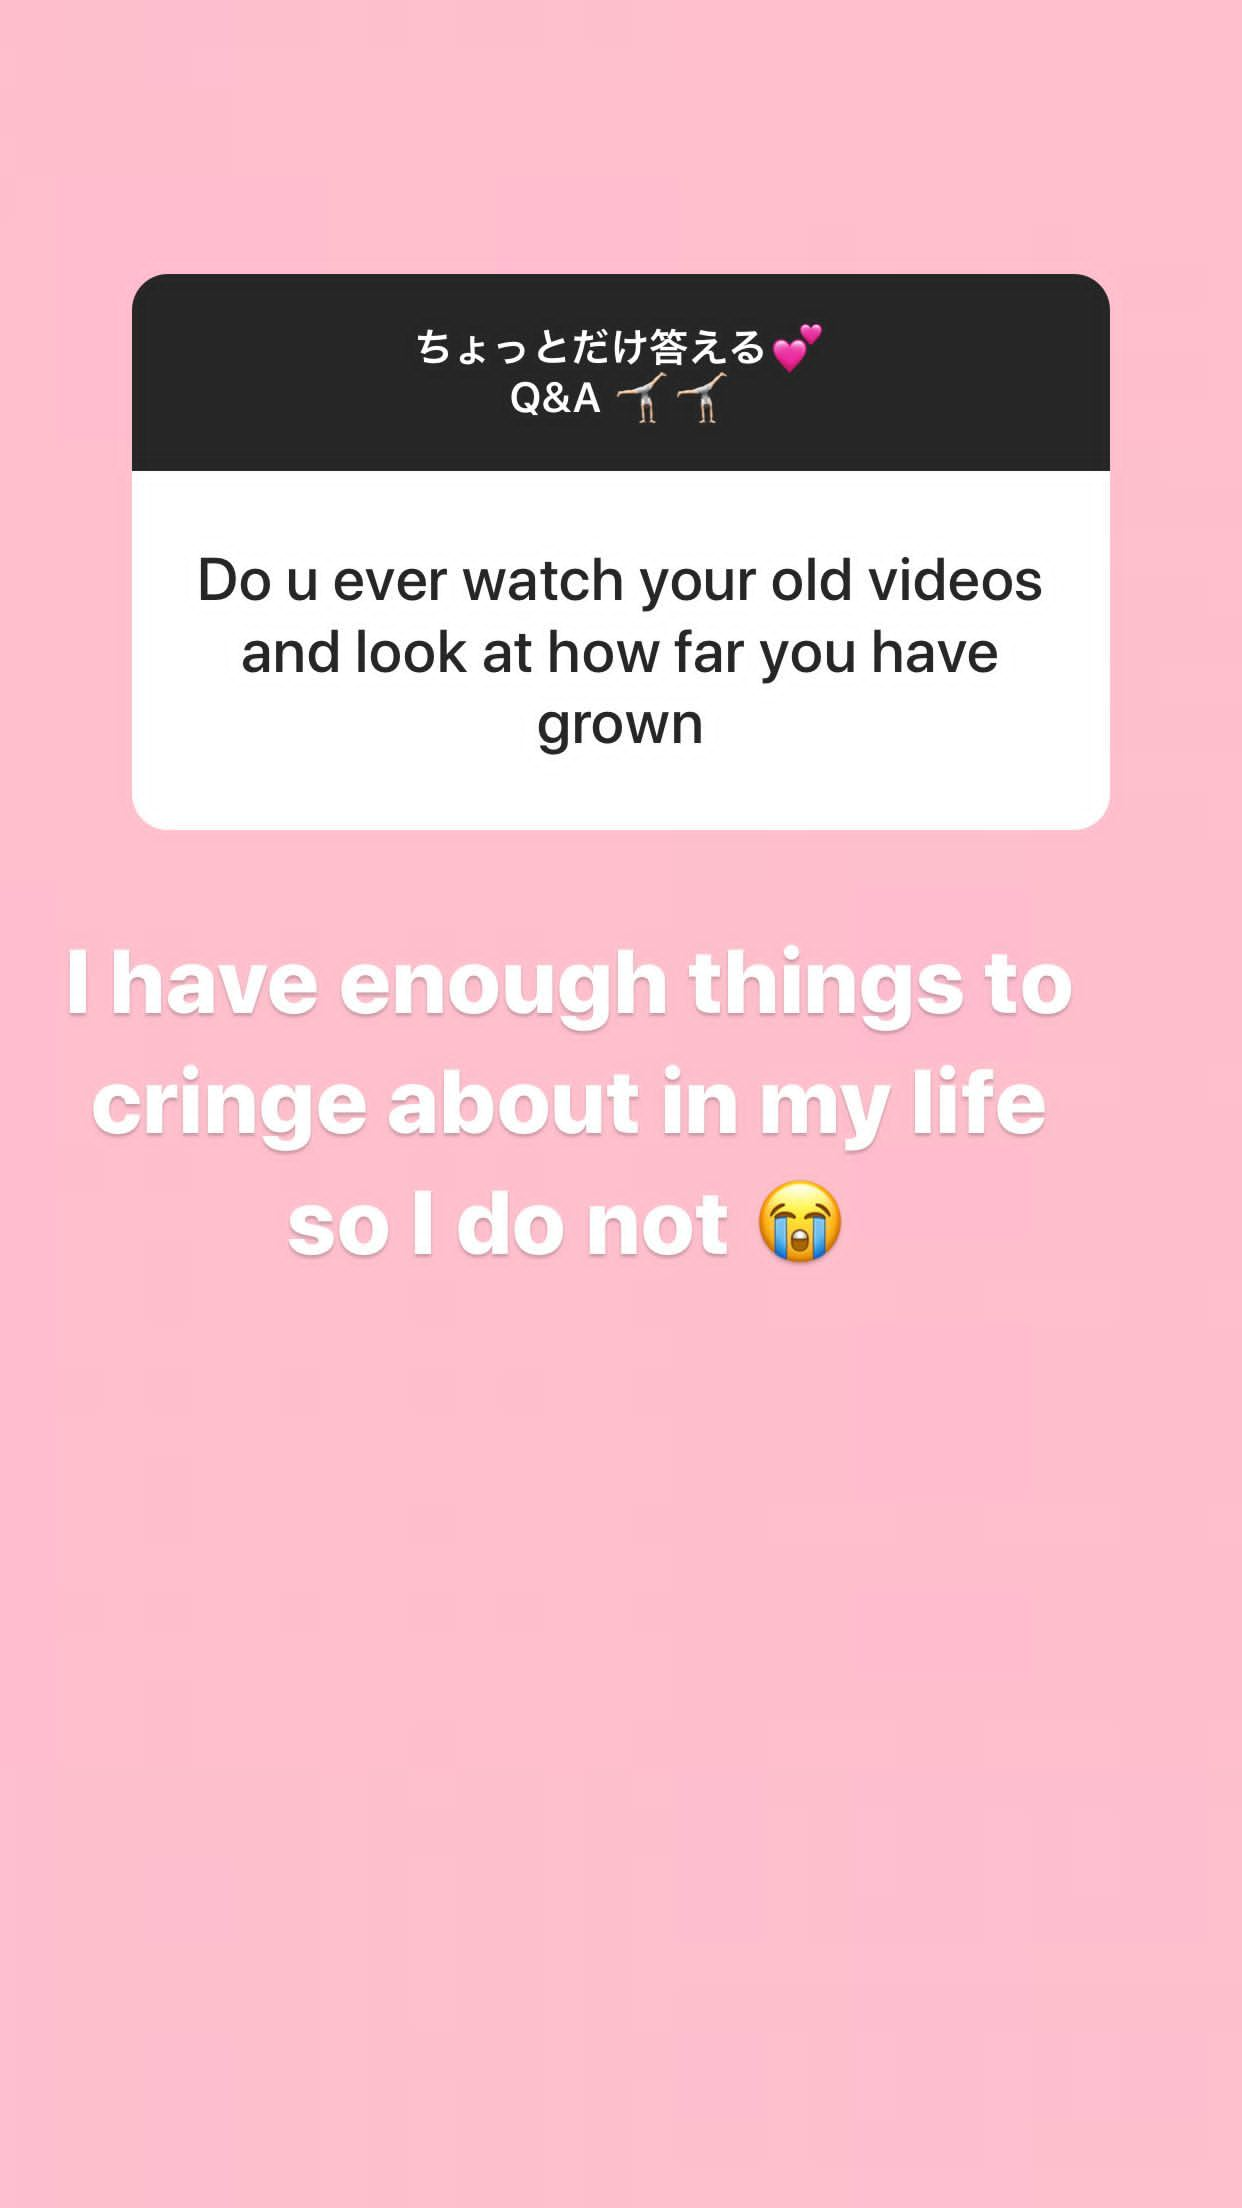 ちょっとだけ答える💕
Q&A 🤸🏼🤸🏼
Do u ever watch your old videos
and look at how far you have
grown
I have enough things to
cringe about in my life
so I do not 😭